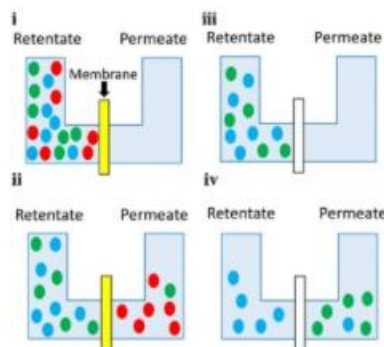 i
Retentate Permeate
Membrane
iii
Retentate Permeate
ii
Retentate Permeate
iv
Retentate Permeate